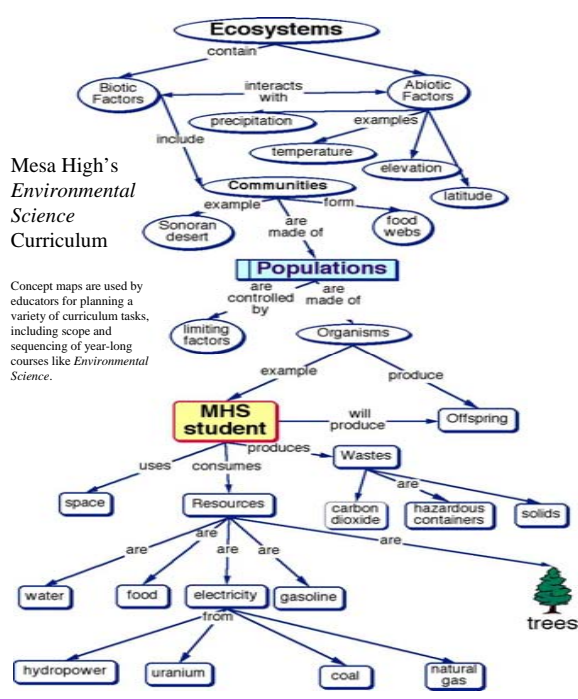 Ecosystems
contain
Biotic
Factors
interacts
with
Abiotic
Factors
precipitation
examples
include
temperature
elevation
latitude
Mesa High's
Environmental
Science
Curriculum
Communities
example
form
Sonoran
desert
are
made of
food
webs
Populations
Concept maps are used by
educators for planning a
variety of curriculum tasks,
including scope and
sequencing of year-long
courses like Environmental
Science.
are
controlled
by
are
made of
limiting
factors
Organisms
example
produce
MHS
student
will
produce
Offspring
produces
Wastes
uses
consumes
are
space
Resources
carbon
dioxide
hazardous
containers
solids
are
are
are
are
are
water
food
electricity
gasoline
trees
from
hydropower
uranium
coal
natural
gas